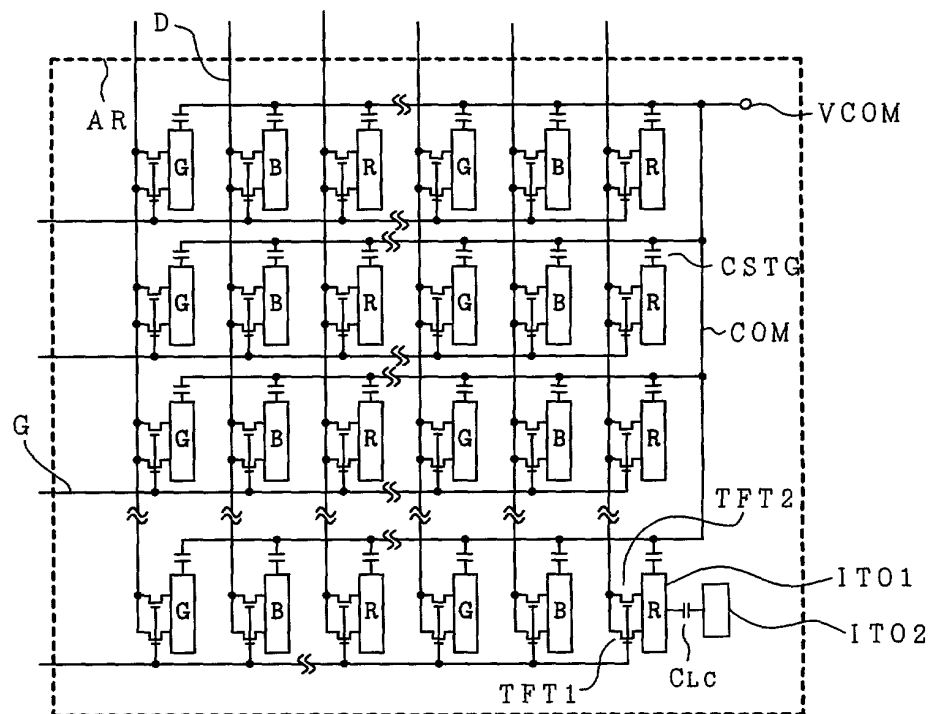 D
AR
VCOM
G B R G B R
CSTG
G B R G B R
COM
G B R G B R
G
TFT2
ITO1
G B R G B R
ITO2
TFT1
CLC